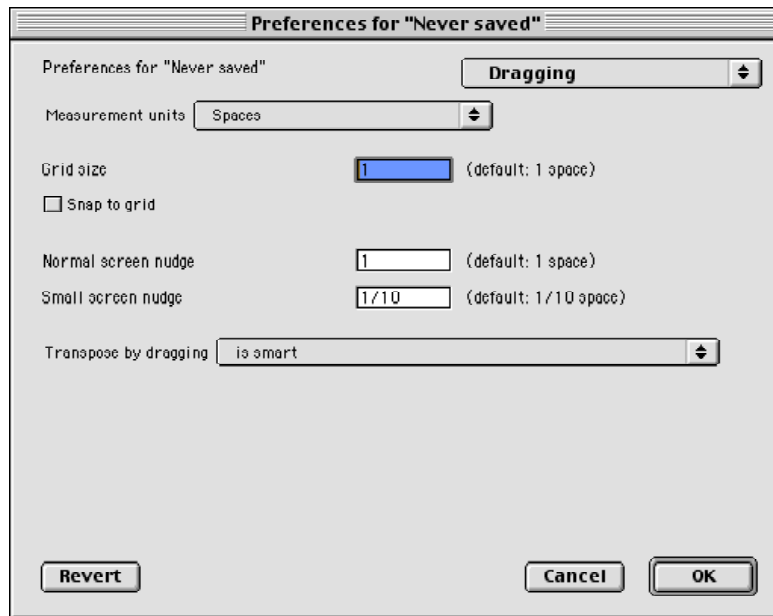 Preferences for "Never saved"
Preferences for "Never saved" Dragging
Measurement units Spaces
Grid size 1 (default: 1 space)
Snap to grid
Normal screen nudge 1 (default: 1 space)
Small screen nudge 1/10 (default: 1/10 space)
Transpose by dragging is smart
Revert Cancel OK